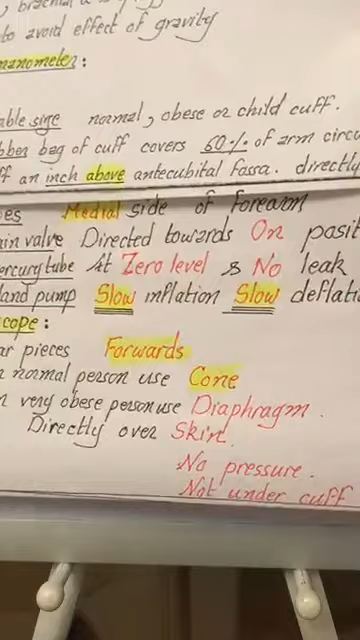 to avoid effect of gravity
manometer:
able size normal, obese or child cuff.
bber bag of cuff covers 60% of arm circu
ff an inch above antecubital fossa. directly
es Medial side of forearm
ain valve Directed towards On posit
ercury tube At Zero level & No leak
and pump Slow inflation Slow deflati
scope:
ar pieces Forwards
n normal person use Cone
n very obese person use Diaphragm.
Directly over Skin.
No pressure.
Not under cuff